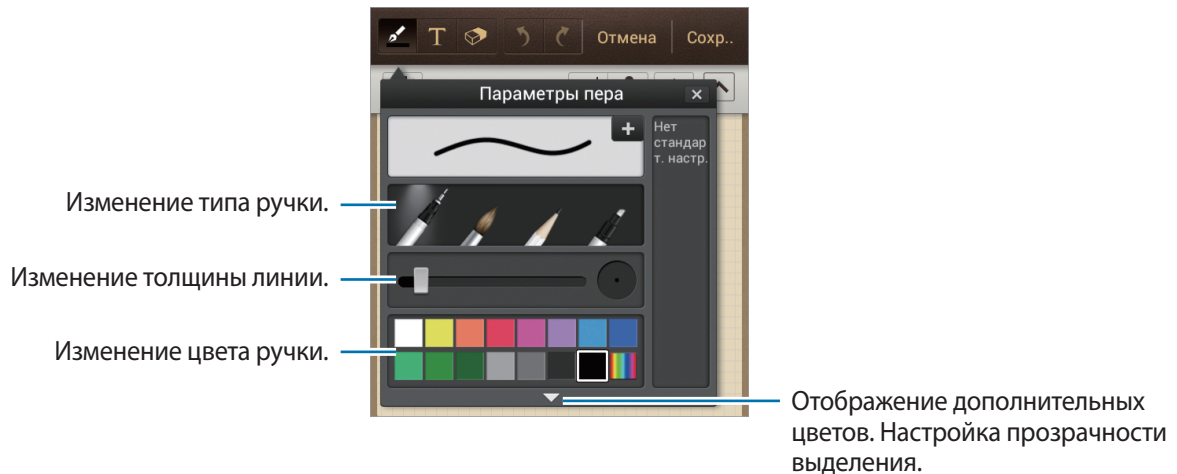 T
Отмена
Сохр..
Параметры пера
Нет
стандар
т. настр.
Изменение типа ручки.
Изменение толщины линии.
Изменение цвета ручки.
Отображение дополнительных
цветов. Настройка прозрачности
выделения.